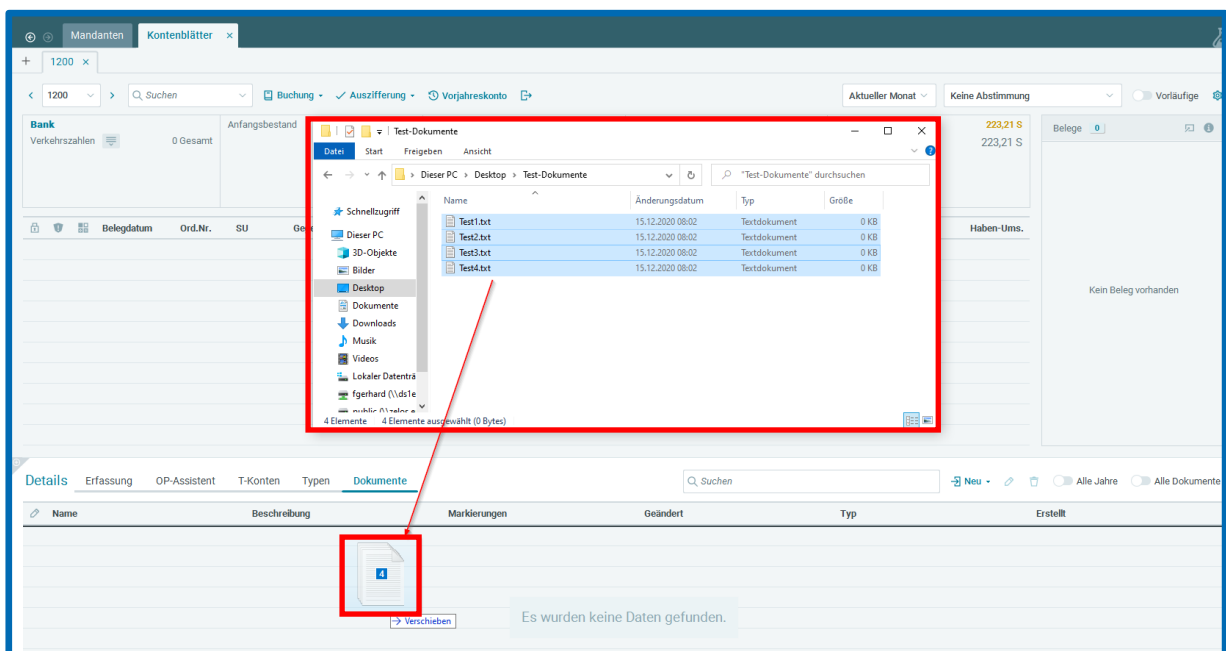 Mandanten Kontenblätter ×
+ 1200 ×
1200 Suchen Buchung Auszifferung Vorjahreskonto Aktueller Monat Keine Abstimmung Vorläufige
Bank Anfangsbestand 223,21 S Belege 0
Verkehrszahlen 0 Gesamt 223,21 S
Test-Dokumente
Datei Start Freigeben Ansicht
Dieser PC > Desktop > Test-Dokumente "Test-Dokumente" durchsuchen
Name Änderungsdatum Typ Größe
Schnellzugriff
Dieser PC
3D-Objekte
Bilder
Desktop
Dokumente
Downloads
Musik
Videos
Lokaler Datenträ
fgerhard (\\ds1e
Test1.txt 15.12.2020 08:02 Textdokument 0 KB
Test2.txt 15.12.2020 08:02 Textdokument 0 KB
Test3.txt 15.12.2020 08:02 Textdokument 0 KB
Test4.txt 15.12.2020 08:02 Textdokument 0 KB
4 Elemente 4 Elemente ausgewählt (0 Bytes)
Belegdatum Ord.Nr. SU Haben-Ums.
Kein Beleg vorhanden
Details Erfassung OP-Assistent T-Konten Typen Dokumente Suchen Neu Alle Jahre Alle Dokumente
Name Beschreibung Markierungen Geändert Typ Erstellt
4
Verschieben
Es wurden keine Daten gefunden.